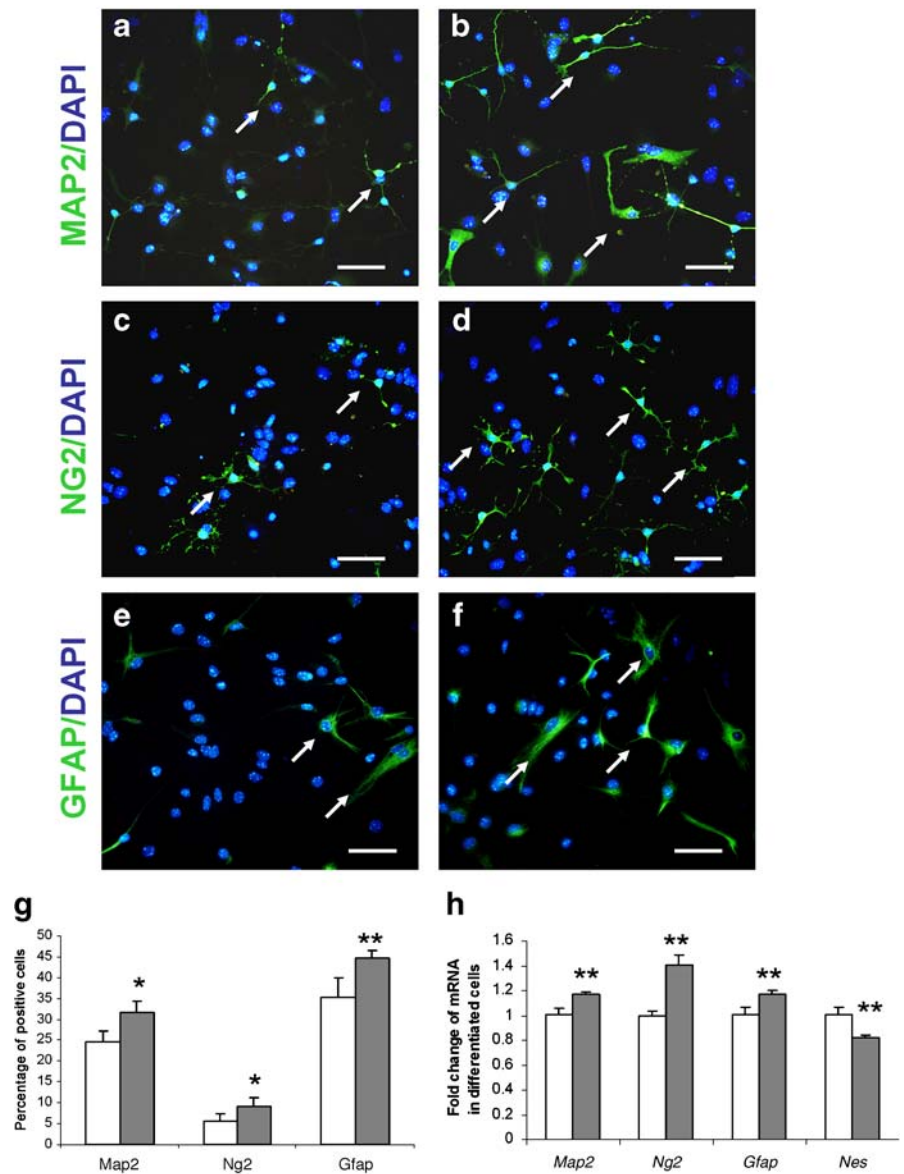 a
b
MAP2/DAPI
c
d
NG2/DAPI
e
f
GFAP/DAPI
g
Percentage of positive cells
50
45
40
35
30
25
20
15
10
5
0
*
*
**
Map2
Ng2
Gfap
h
Fold change of mRNA
in differentiated cells
1.6
1.4
1.2
1
0.8
0.6
0.4
0.2
0
**
**
**
**
Map2
Ng2
Gfap
Nes